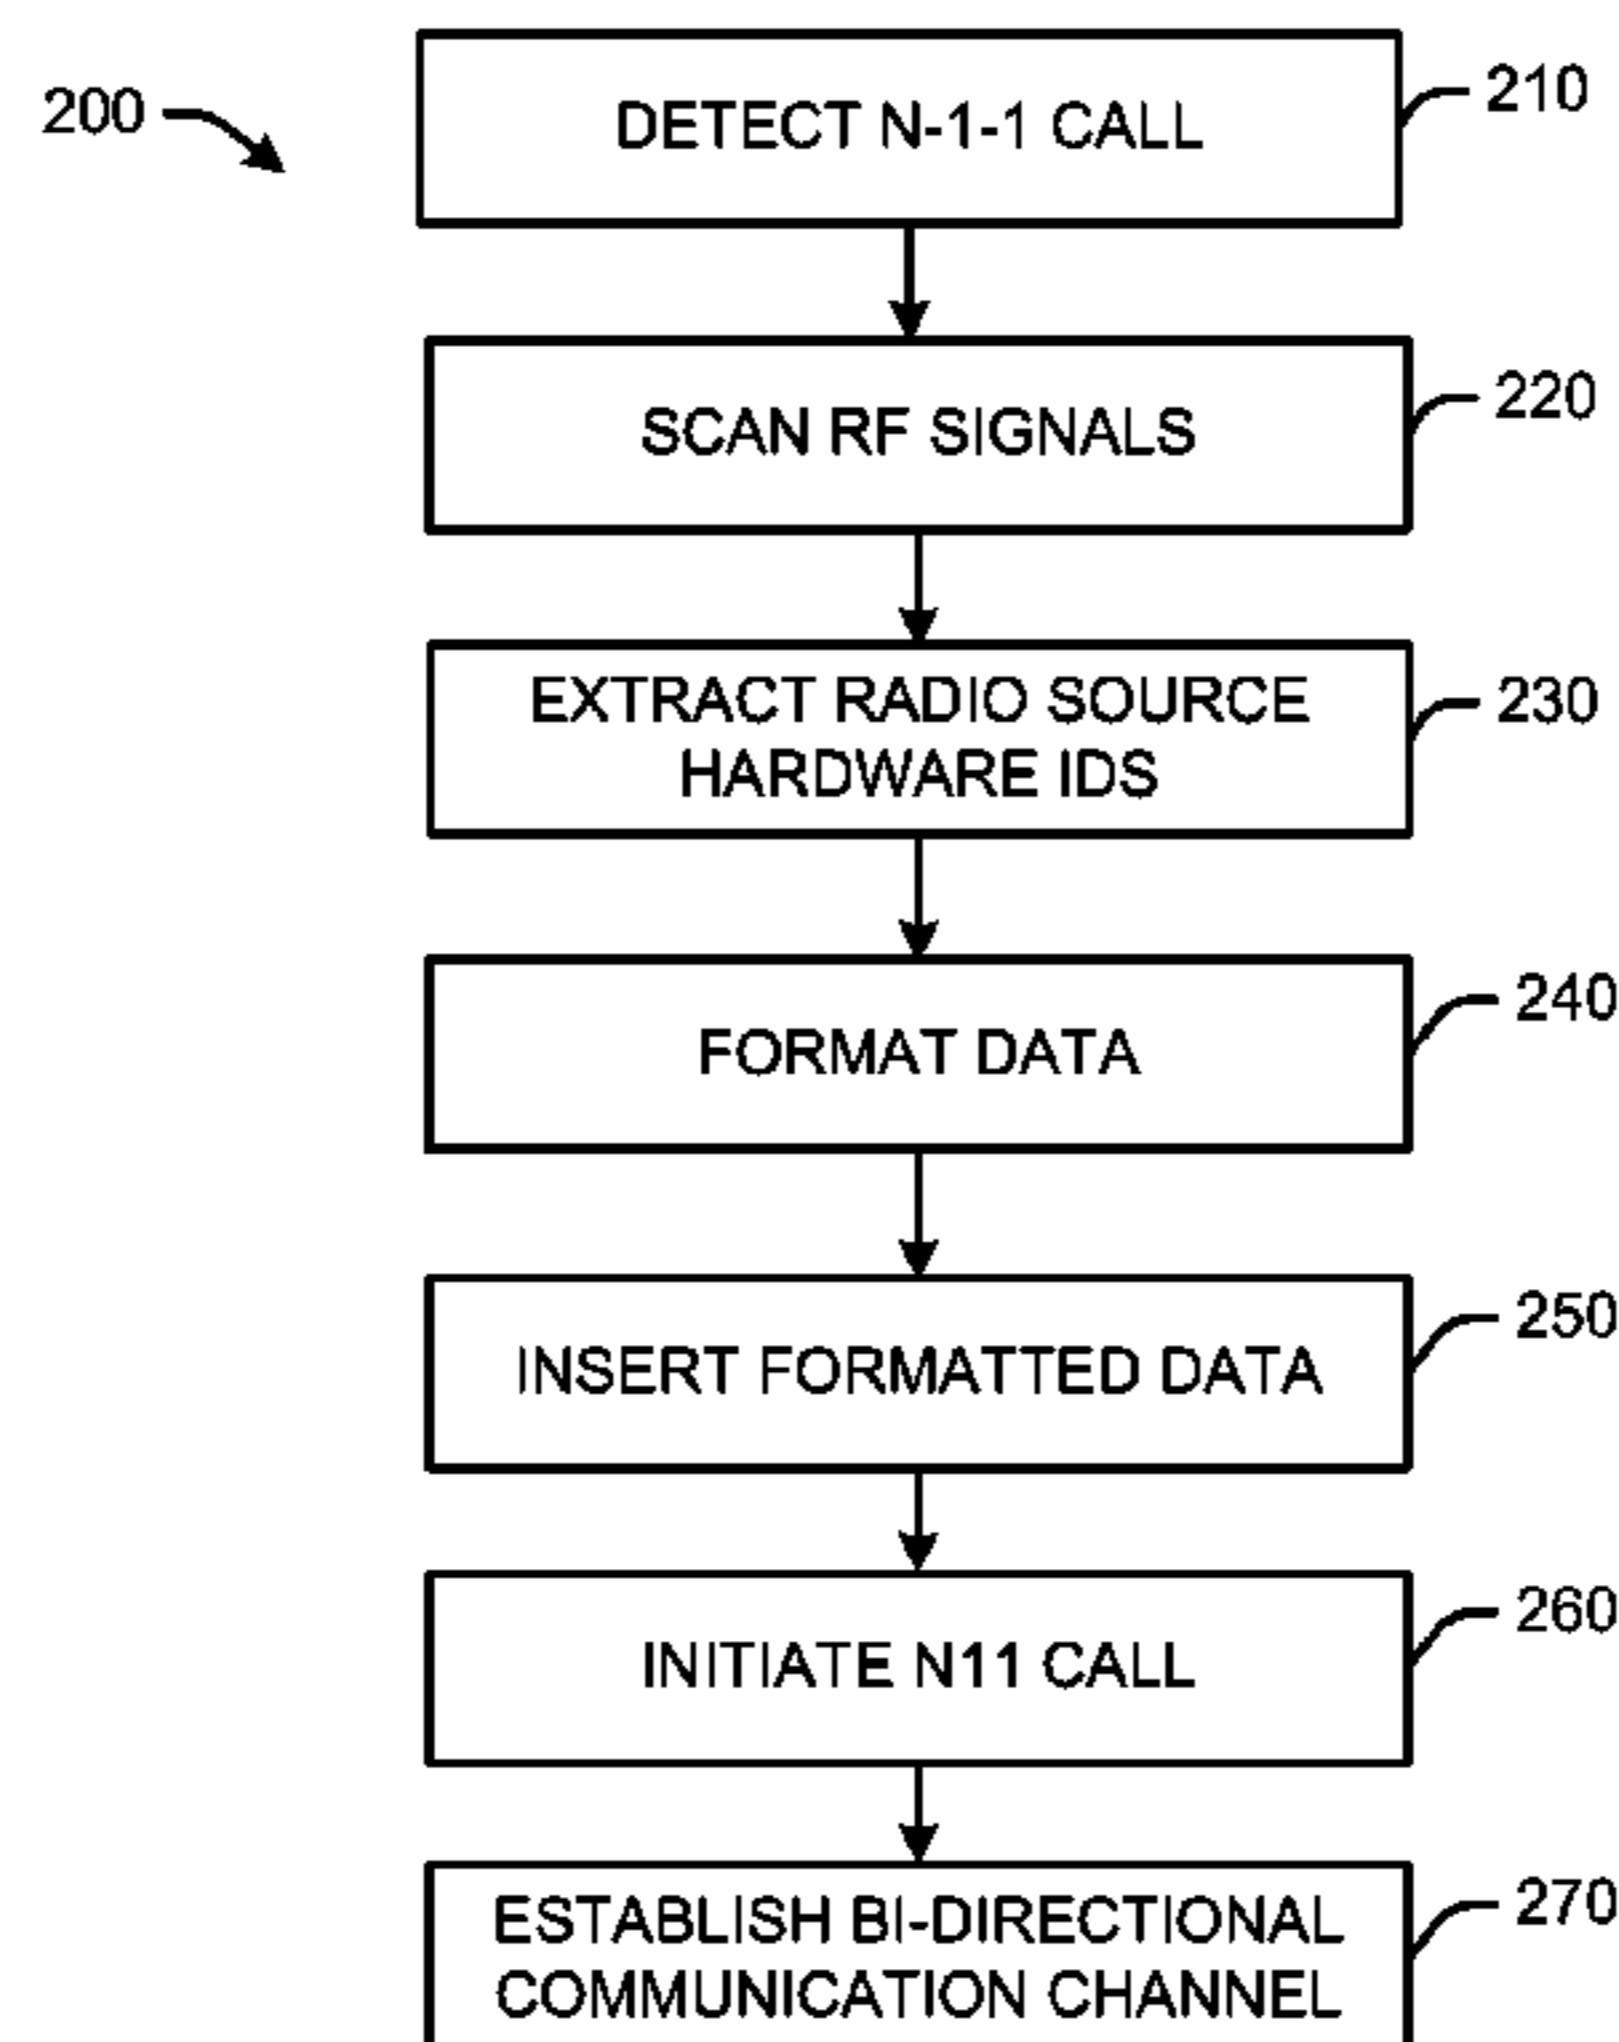 200
DETECT N-1-1 CALL
210
SCAN RF SIGNALS
220
EXTRACT RADIO SOURCE
HARDWARE IDS
230
FORMAT DATA
240
INSERT FORMATTED DATA
250
INITIATE N11 CALL
260
ESTABLISH BI-DIRECTIONAL
COMMUNICATION CHANNEL
270